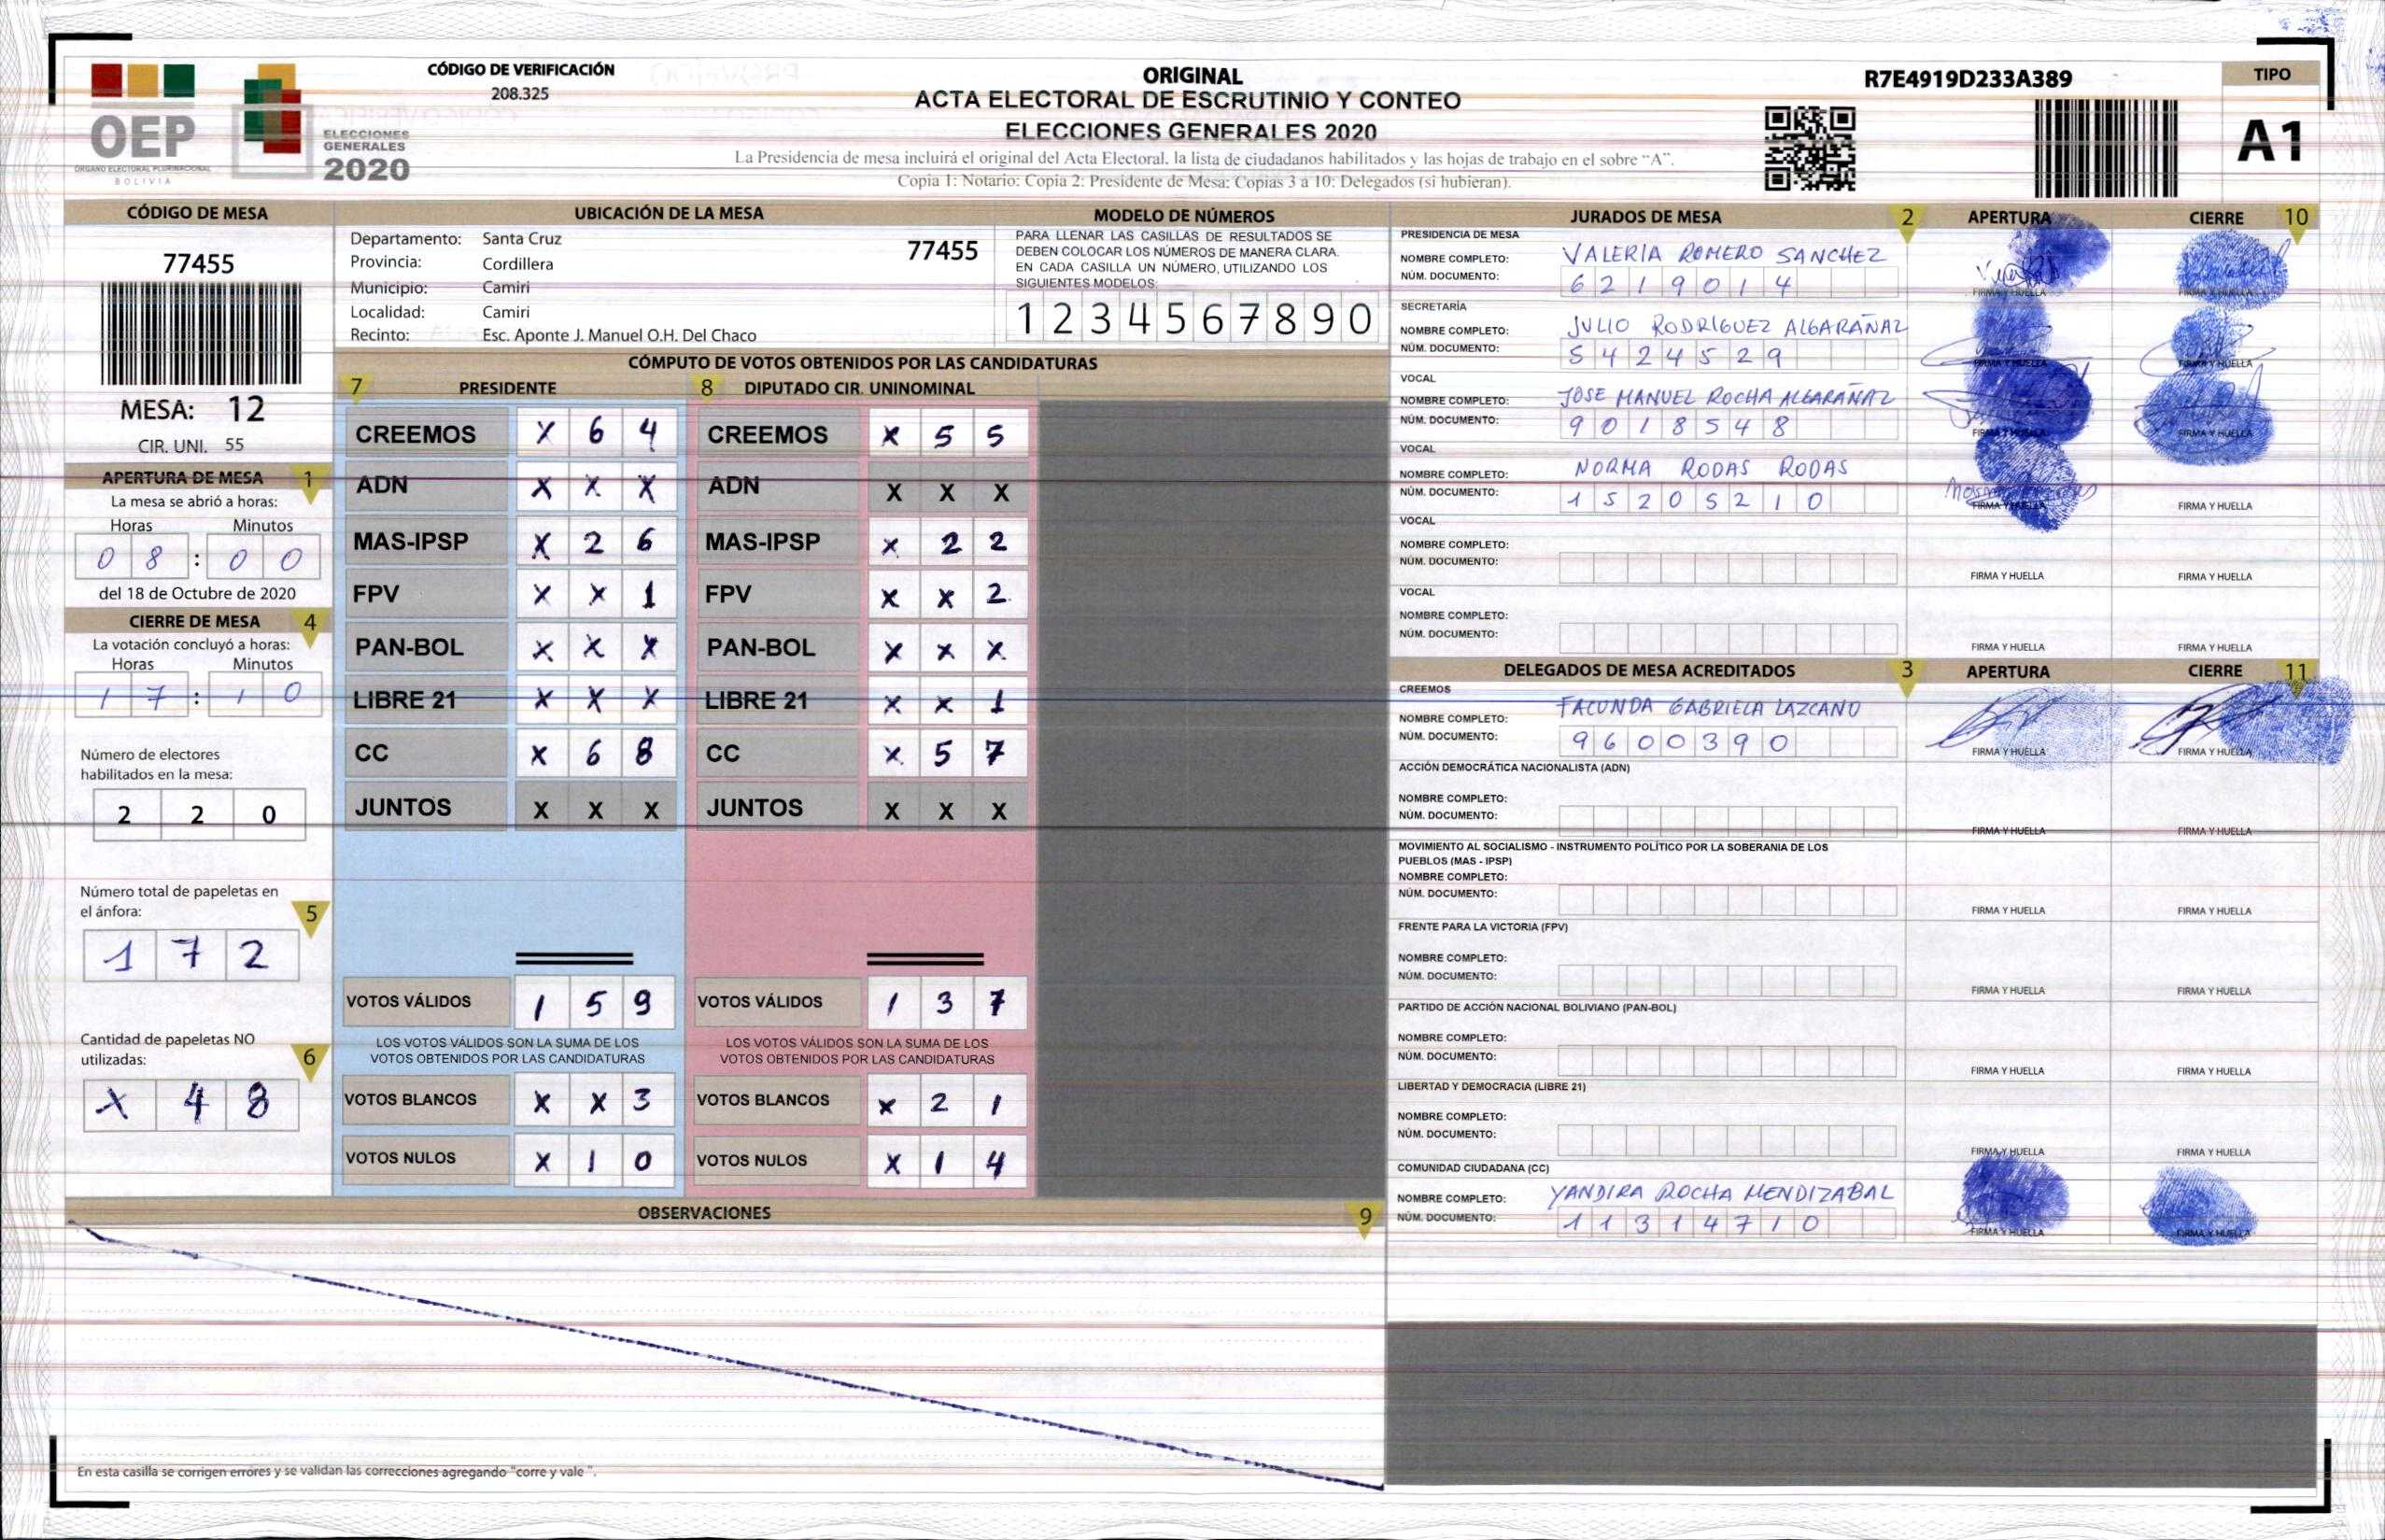 CÓDIGO DE VERIFICACIÓN
208.325
OEP
ÓRGANO ELECTORAL PLURINACIONAL
BOLIVIA
ELECCIONES
GENERALES
2020
ORIGINAL
ACTA ELECTORAL DE ESCRUTINIO Y CONTEO
ELECCIONES GENERALES 2020
La Presidencia de mesa incluirá el original del Acta Electoral, la lista de ciudadanos habilitados y las hojas de trabajo en el sobre "A".
Copia 1: Notario; Copia 2: Presidente de Mesa; Copias 3 a 10: Delegados (si hubieran).
R7E4919D233A389
TIPO
A1
CÓDIGO DE MESA
77455
MESA: 12
CIR. UNI. 55
APERTURA DE MESA 1
La mesa se abrió a horas:
Horas Minutos
0 8 : 0 0
del 18 de Octubre de 2020
CIERRE DE MESA 4
La votación concluyó a horas:
Horas Minutos
1 7 : 1 0
Número de electores
habilitados en la mesa:
2 2 0
Número total de papeletas en
el ánfora: 5
1 7 2
Cantidad de papeletas NO
utilizadas: 6
X 4 8
UBICACIÓN DE LA MESA
Departamento: Santa Cruz 77455
Provincia: Cordillera
Municipio: Camiri
Localidad: Camiri
Recinto: Esc. Aponte J. Manuel O.H. Del Chaco
MODELO DE NÚMEROS
PARA LLENAR LAS CASILLAS DE RESULTADOS SE
DEBEN COLOCAR LOS NÚMEROS DE MANERA CLARA.
EN CADA CASILLA UN NÚMERO, UTILIZANDO LOS
SIGUIENTES MODELOS:
1 2 3 4 5 6 7 8 9 0
CÓMPUTO DE VOTOS OBTENIDOS POR LAS CANDIDATURAS
7 PRESIDENTE 8 DIPUTADO CIR. UNINOMINAL
CREEMOS X 6 4 CREEMOS X 5 5
ADN X X X ADN X X X
MAS-IPSP X 2 6 MAS-IPSP X 2 2
FPV X X 1 FPV X X 2
PAN-BOL X X X PAN-BOL X X X
LIBRE 21 X X X LIBRE 21 X X 1
CC X 6 8 CC X 5 7
JUNTOS X X X JUNTOS X X X
VOTOS VÁLIDOS 1 5 9 VOTOS VÁLIDOS 1 3 7
LOS VOTOS VÁLIDOS SON LA SUMA DE LOS LOS VOTOS VÁLIDOS SON LA SUMA DE LOS
VOTOS OBTENIDOS POR LAS CANDIDATURAS VOTOS OBTENIDOS POR LAS CANDIDATURAS
VOTOS BLANCOS X X 3 VOTOS BLANCOS X 2 1
VOTOS NULOS X 1 0 VOTOS NULOS X 1 4
OBSERVACIONES 9
En esta casilla se corrigen errores y se validan las correcciones agregando "corre y vale ".
JURADOS DE MESA 2 APERTURA CIERRE 10
PRESIDENCIA DE MESA
NOMBRE COMPLETO: VALERIA ROMERO SANCHEZ
NÚM. DOCUMENTO: 6 2 1 9 0 1 4
FIRMA Y HUELLA FIRMA Y HUELLA
SECRETARÍA
NOMBRE COMPLETO: JULIO RODRÍGUEZ ALGARAÑAZ
NÚM. DOCUMENTO: 5 4 2 4 5 2 9
FIRMA Y HUELLA FIRMA Y HUELLA
VOCAL
NOMBRE COMPLETO: JOSE MANUEL ROCHA ALGARAÑAZ
NÚM. DOCUMENTO: 9 0 1 8 5 4 8
FIRMA Y HUELLA FIRMA Y HUELLA
VOCAL
NOMBRE COMPLETO: NORMA RODAS RODAS
NÚM. DOCUMENTO: 1 5 2 0 5 2 1 0
FIRMA Y HUELLA FIRMA Y HUELLA
VOCAL
NOMBRE COMPLETO:
NÚM. DOCUMENTO:
FIRMA Y HUELLA FIRMA Y HUELLA
VOCAL
NOMBRE COMPLETO:
NÚM. DOCUMENTO:
FIRMA Y HUELLA FIRMA Y HUELLA
DELEGADOS DE MESA ACREDITADOS 3 APERTURA CIERRE 11
CREEMOS
NOMBRE COMPLETO: FACUNDA GABRIELA LAZCANO
NÚM. DOCUMENTO: 9 6 0 0 3 9 0
FIRMA Y HUELLA FIRMA Y HUELLA
ACCIÓN DEMOCRÁTICA NACIONALISTA (ADN)
NOMBRE COMPLETO:
NÚM. DOCUMENTO:
FIRMA Y HUELLA FIRMA Y HUELLA
MOVIMIENTO AL SOCIALISMO - INSTRUMENTO POLÍTICO POR LA SOBERANIA DE LOS
PUEBLOS (MAS - IPSP)
NOMBRE COMPLETO:
NÚM. DOCUMENTO:
FIRMA Y HUELLA FIRMA Y HUELLA
FRENTE PARA LA VICTORIA (FPV)
NOMBRE COMPLETO:
NÚM. DOCUMENTO:
FIRMA Y HUELLA FIRMA Y HUELLA
PARTIDO DE ACCIÓN NACIONAL BOLIVIANO (PAN-BOL)
NOMBRE COMPLETO:
NÚM. DOCUMENTO:
FIRMA Y HUELLA FIRMA Y HUELLA
LIBERTAD Y DEMOCRACIA (LIBRE 21)
NOMBRE COMPLETO:
NÚM. DOCUMENTO:
FIRMA Y HUELLA FIRMA Y HUELLA
COMUNIDAD CIUDADANA (CC)
NOMBRE COMPLETO: YANDIRA ROCHA MENDIZABAL
NÚM. DOCUMENTO: 1 1 3 1 4 7 1 0
FIRMA Y HUELLA FIRMA Y HUELLA